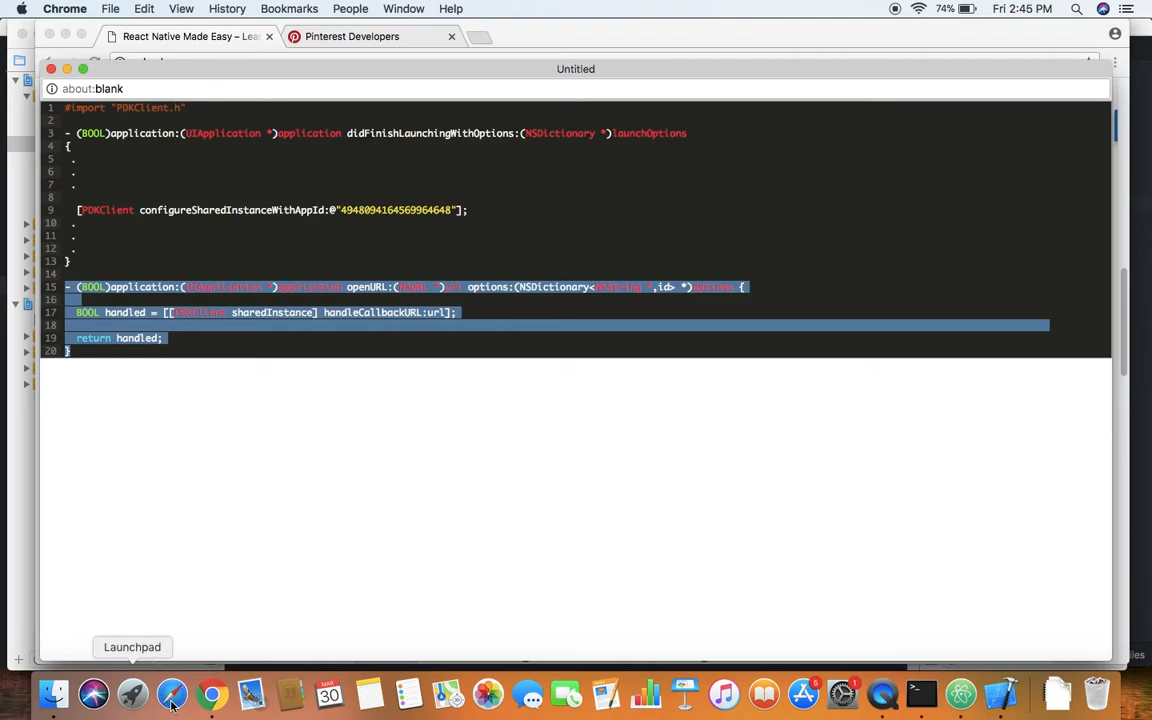 Chrome File Edit View History Bookmarks People Window Help 74% Fri 2:45 PM
React Native Made Easy – Lea Pinterest Developers
Untitled
about:blank
1 #import "PDKClient.h"
2
3 - (BOOL)application:(UIApplication *)application didFinishLaunchingWithOptions:(NSDictionary *)launchOptions
4 {
5 .
6 .
7 .
8
9 [PDKClient configureSharedInstanceWithAppId:@"4948094164569964648"];
10 .
11 .
12 .
13 }
14
15 - (BOOL)application:(UIApplication *)application openURL:(NSURL *)url options:(NSDictionary<NSString *,id> *)options {
16
17 BOOL handled = [[PDKClient sharedInstance] handleCallbackURL:url];
18
19 return handled;
20 }
Launchpad
iles
MAR
30
5
1